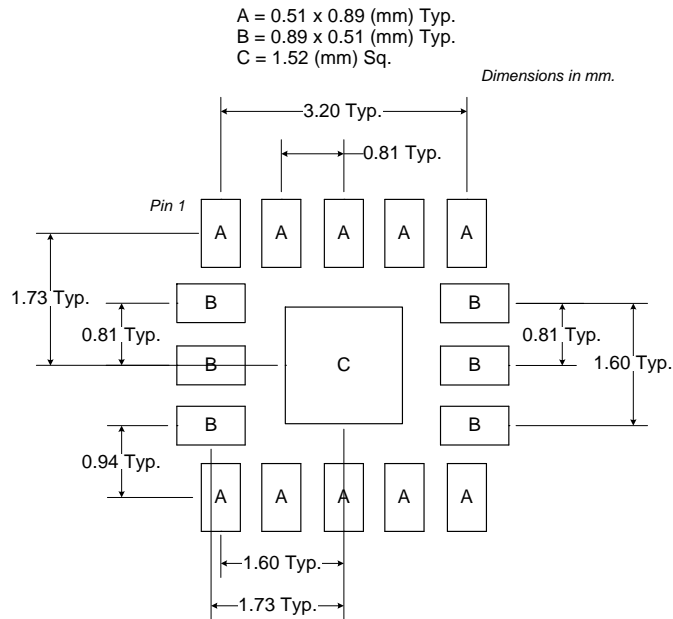 A = 0.51 x 0.89 (mm) Typ.
B = 0.89 x 0.51 (mm) Typ.
C = 1.52 (mm) Sq.
Dimensions in mm.
3.20 Typ.
0.81 Typ.
Pin 1
A A A A A
1.73 Typ.
B B
0.81 Typ. 0.81 Typ.
B C B
1.60 Typ.
B B
0.94 Typ.
A A A A A
1.60 Typ.
1.73 Typ.